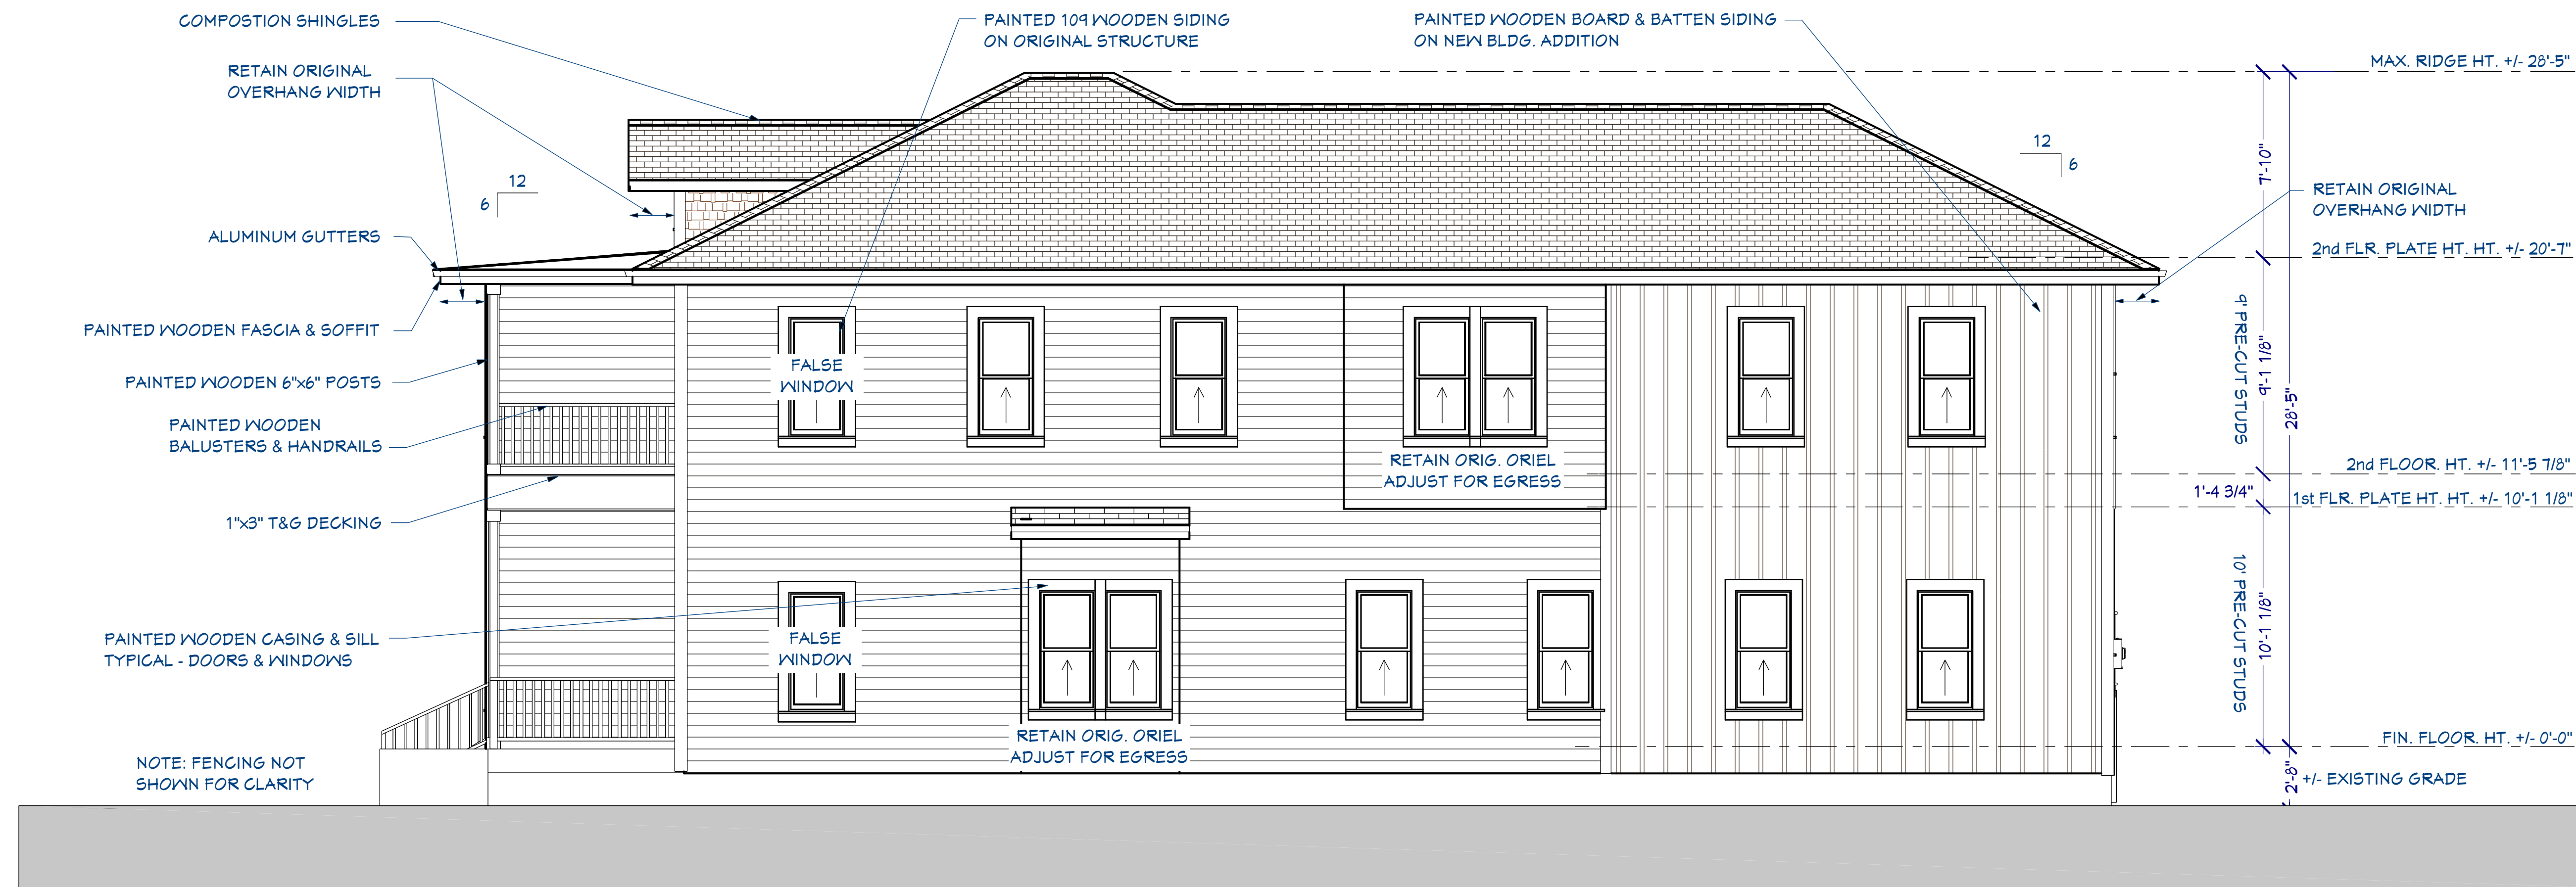 COMPOSTION SHINGLES
RETAIN ORIGINAL
OVERHANG WIDTH
PAINTED 109 WOODEN SIDING
ON ORIGINAL STRUCTURE
PAINTED WOODEN BOARD & BATTEN SIDING
ON NEW BLDG. ADDITION
MAX. RIDGE HT. +/- 28'-5"
12
6
12
6
7'-10"
RETAIN ORIGINAL
OVERHANG WIDTH
ALUMINUM GUTTERS
2nd FLR. PLATE HT. HT. +/- 20'-7"
PAINTED WOODEN FASCIA & SOFFIT
PAINTED WOODEN 6"x6" POSTS
PAINTED WOODEN
BALUSTERS & HANDRAILS
1"x3" T&G DECKING
FALSE
WINDOW
RETAIN ORIG. ORIEL
ADJUST FOR EGRESS
9' PRE-CUT STUDS
9'-1 1/8"
28'-5"
2nd FLOOR. HT. +/- 11'-5 7/8"
1'-4 3/4"
1st FLR. PLATE HT. HT. +/- 10'-1 1/8"
10' PRE-CUT STUDS
10'-1 1/8"
PAINTED WOODEN CASING & SILL
TYPICAL - DOORS & WINDOWS
FALSE
WINDOW
RETAIN ORIG. ORIEL
ADJUST FOR EGRESS
FIN. FLOOR. HT. +/- 0'-0"
NOTE: FENCING NOT
SHOWN FOR CLARITY
2'-8"
+/- EXISTING GRADE